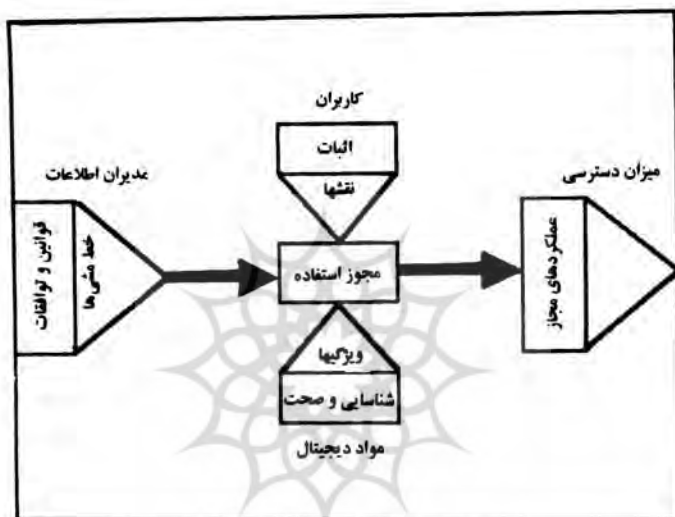 کاربران
اثبات
نقشها
مدیران اطلاعات
قوانین و توافقات
خط مشی‌ها
مجوز استفاده
میزان دسترسی
عملکردهای مجاز
ویژگیها
شناسایی و صحت
مواد دیجیتال